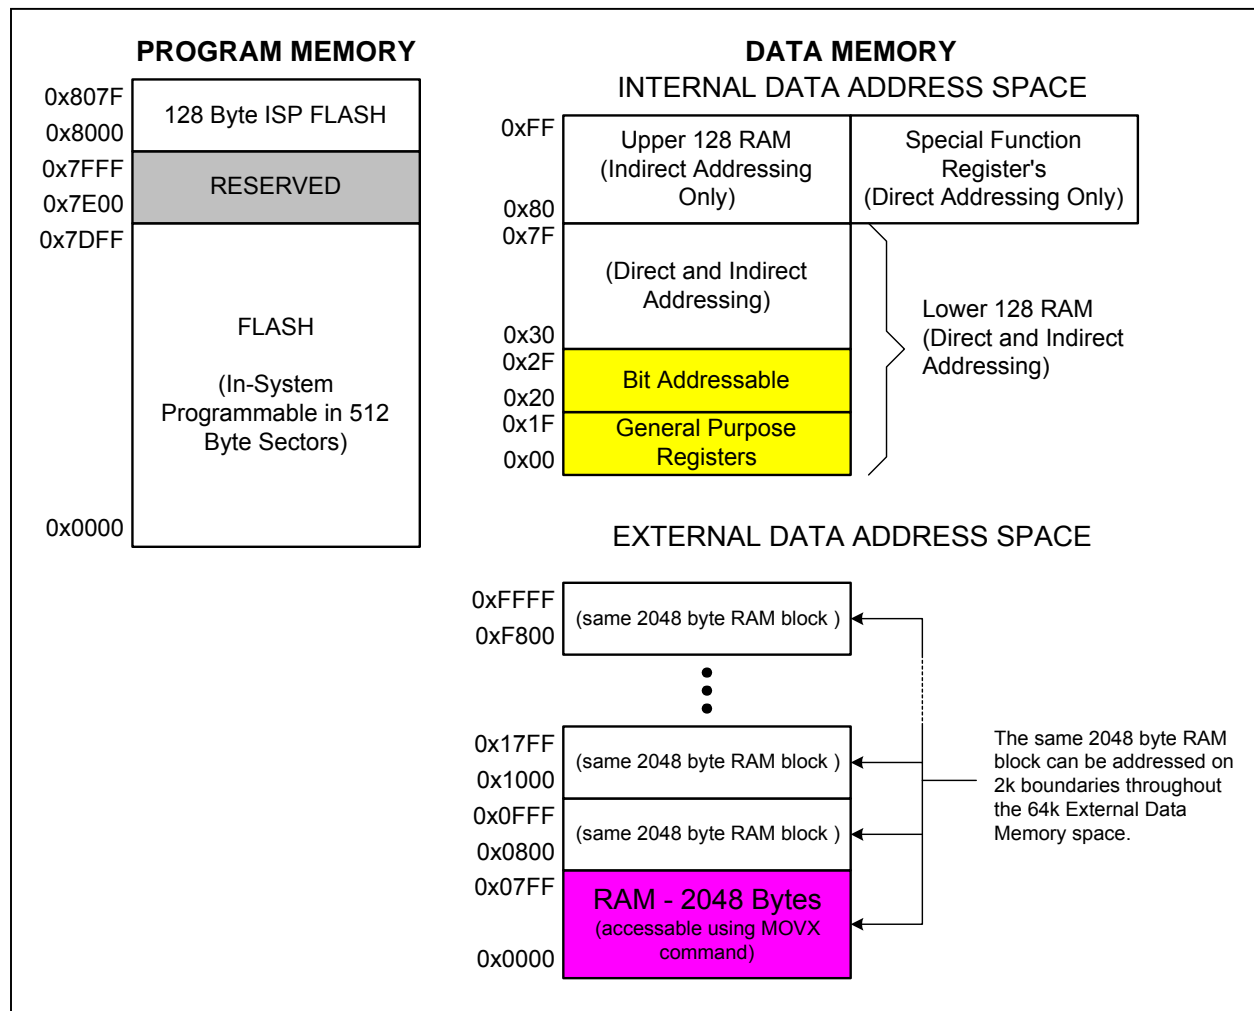 PROGRAM MEMORY
0x807F
0x8000
128 Byte ISP FLASH
0x7FFF
0x7E00
RESERVED
0x7DFF
FLASH
(In-System
Programmable in 512
Byte Sectors)
0x0000
DATA MEMORY
INTERNAL DATA ADDRESS SPACE
0xFF
Upper 128 RAM
(Indirect Addressing
Only)
0x80
Special Function
Register's
(Direct Addressing Only)
0x7F
(Direct and Indirect
Addressing)
0x30
0x2F
Bit Addressable
0x20
0x1F
General Purpose
Registers
0x00
Lower 128 RAM
(Direct and Indirect
Addressing)
EXTERNAL DATA ADDRESS SPACE
0xFFFF
(same 2048 byte RAM block )
0xF800
0x17FF
(same 2048 byte RAM block )
0x1000
0x0FFF
(same 2048 byte RAM block )
0x0800
0x07FF
RAM - 2048 Bytes
(accessable using MOVX
command)
0x0000
The same 2048 byte RAM
block can be addressed on
2k boundaries throughout
the 64k External Data
Memory space.